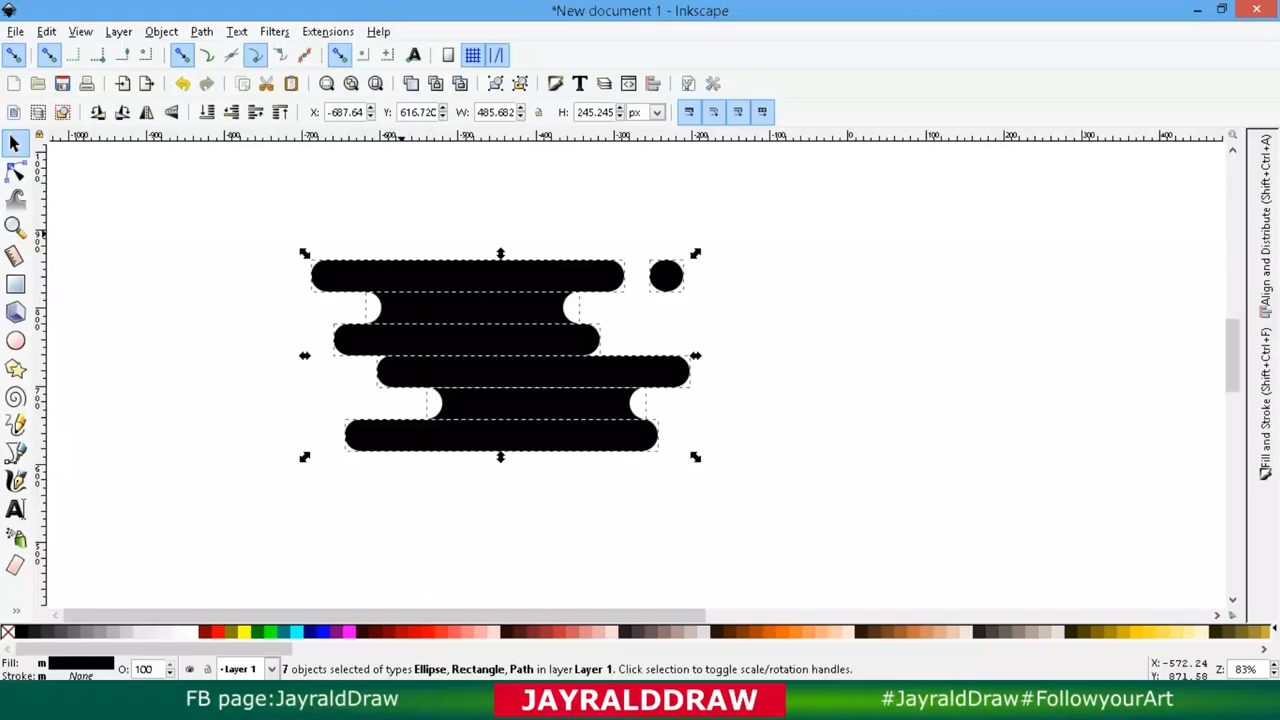 *New document 1 - Inkscape
File Edit View Layer Object Path Text Filters Extensions Help
X: -687.64 Y: 616.720 W: 485.682 H: 245.245 px
Align and Distribute (Shift+Ctrl+A)
Fill and Stroke (Shift+Ctrl+F)
Fill: m O: 100 Layer 1 7 objects selected of types Ellipse, Rectangle, Path in layer Layer 1. Click selection to toggle scale/rotation handles. X: -572.24 Z: 83%
Stroke: m None Y: 871.58
FB page:JayraldDraw JAYRALDDRAW #JayraldDraw#FollowyourArt